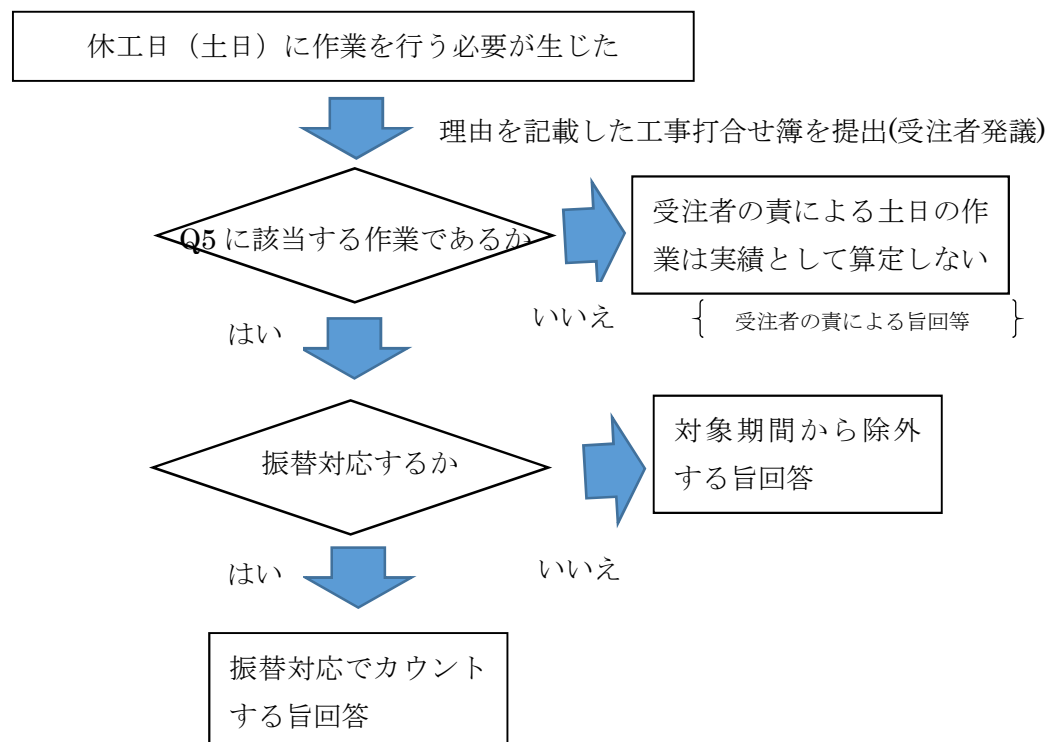 休工日（土日）に作業を行う必要が生じた
理由を記載した工事打合せ簿を提出(受注者発議)
Q5 に該当する作業であるか
受注者の責による土日の作
業は実績として算定しない
いいえ
受注者の責による旨回等
はい
振替対応するか
対象期間から除外
する旨回答
はい
いいえ
振替対応でカウント
する旨回答